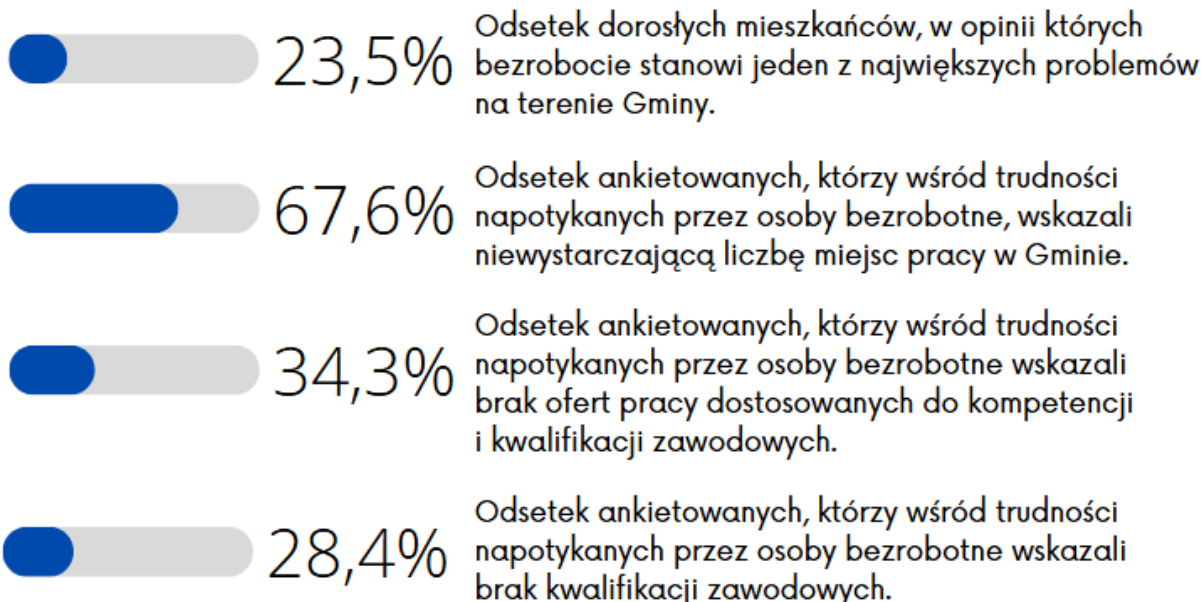 23,5%
Odsetek dorosłych mieszkańców, w opinii których
bezrobocie stanowi jeden z największych problemów
na terenie Gminy.
67,6%
Odsetek ankietowanych, którzy wśród trudności
napotykanych przez osoby bezrobotne, wskazali
niewystarczającą liczbę miejsc pracy w Gminie.
34,3%
Odsetek ankietowanych, którzy wśród trudności
napotykanych przez osoby bezrobotne wskazali
brak ofert pracy dostosowanych do kompetencji
i kwalifikacji zawodowych.
28,4%
Odsetek ankietowanych, którzy wśród trudności
napotykanych przez osoby bezrobotne wskazali
brak kwalifikacji zawodowych.